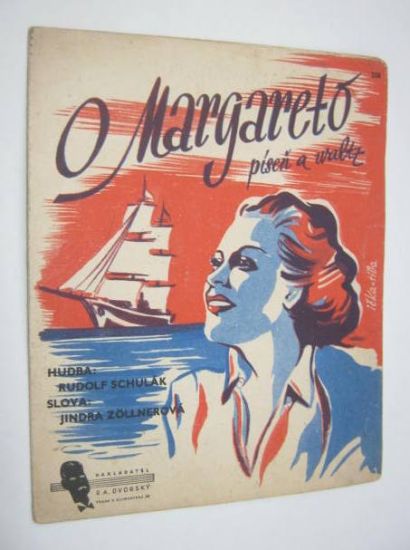 O Margareto
píseň a waltz
HUDBA:
RUDOLF SCHULÁK
SLOVA:
JINDRA ZÖLLNEROVÁ
NAKLADATEL
R.A.DVORSKÝ